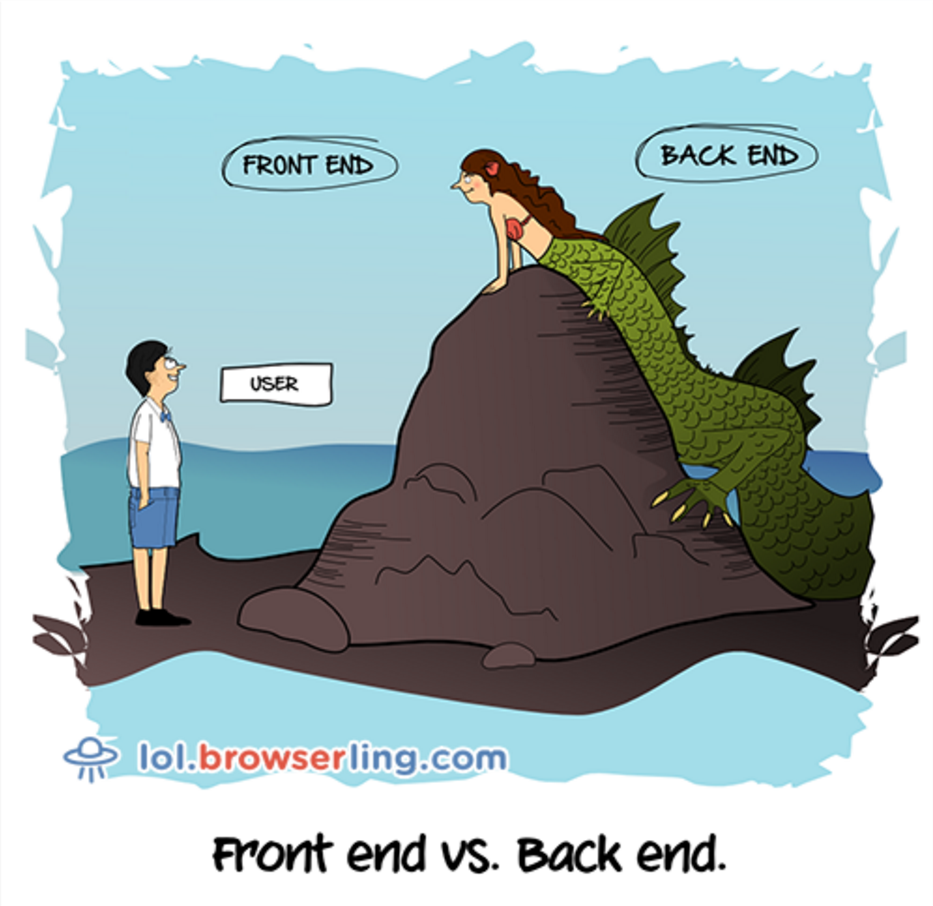 FRONT END
BACK END
USER
lol.browserling.com
Front end vs. Back end.